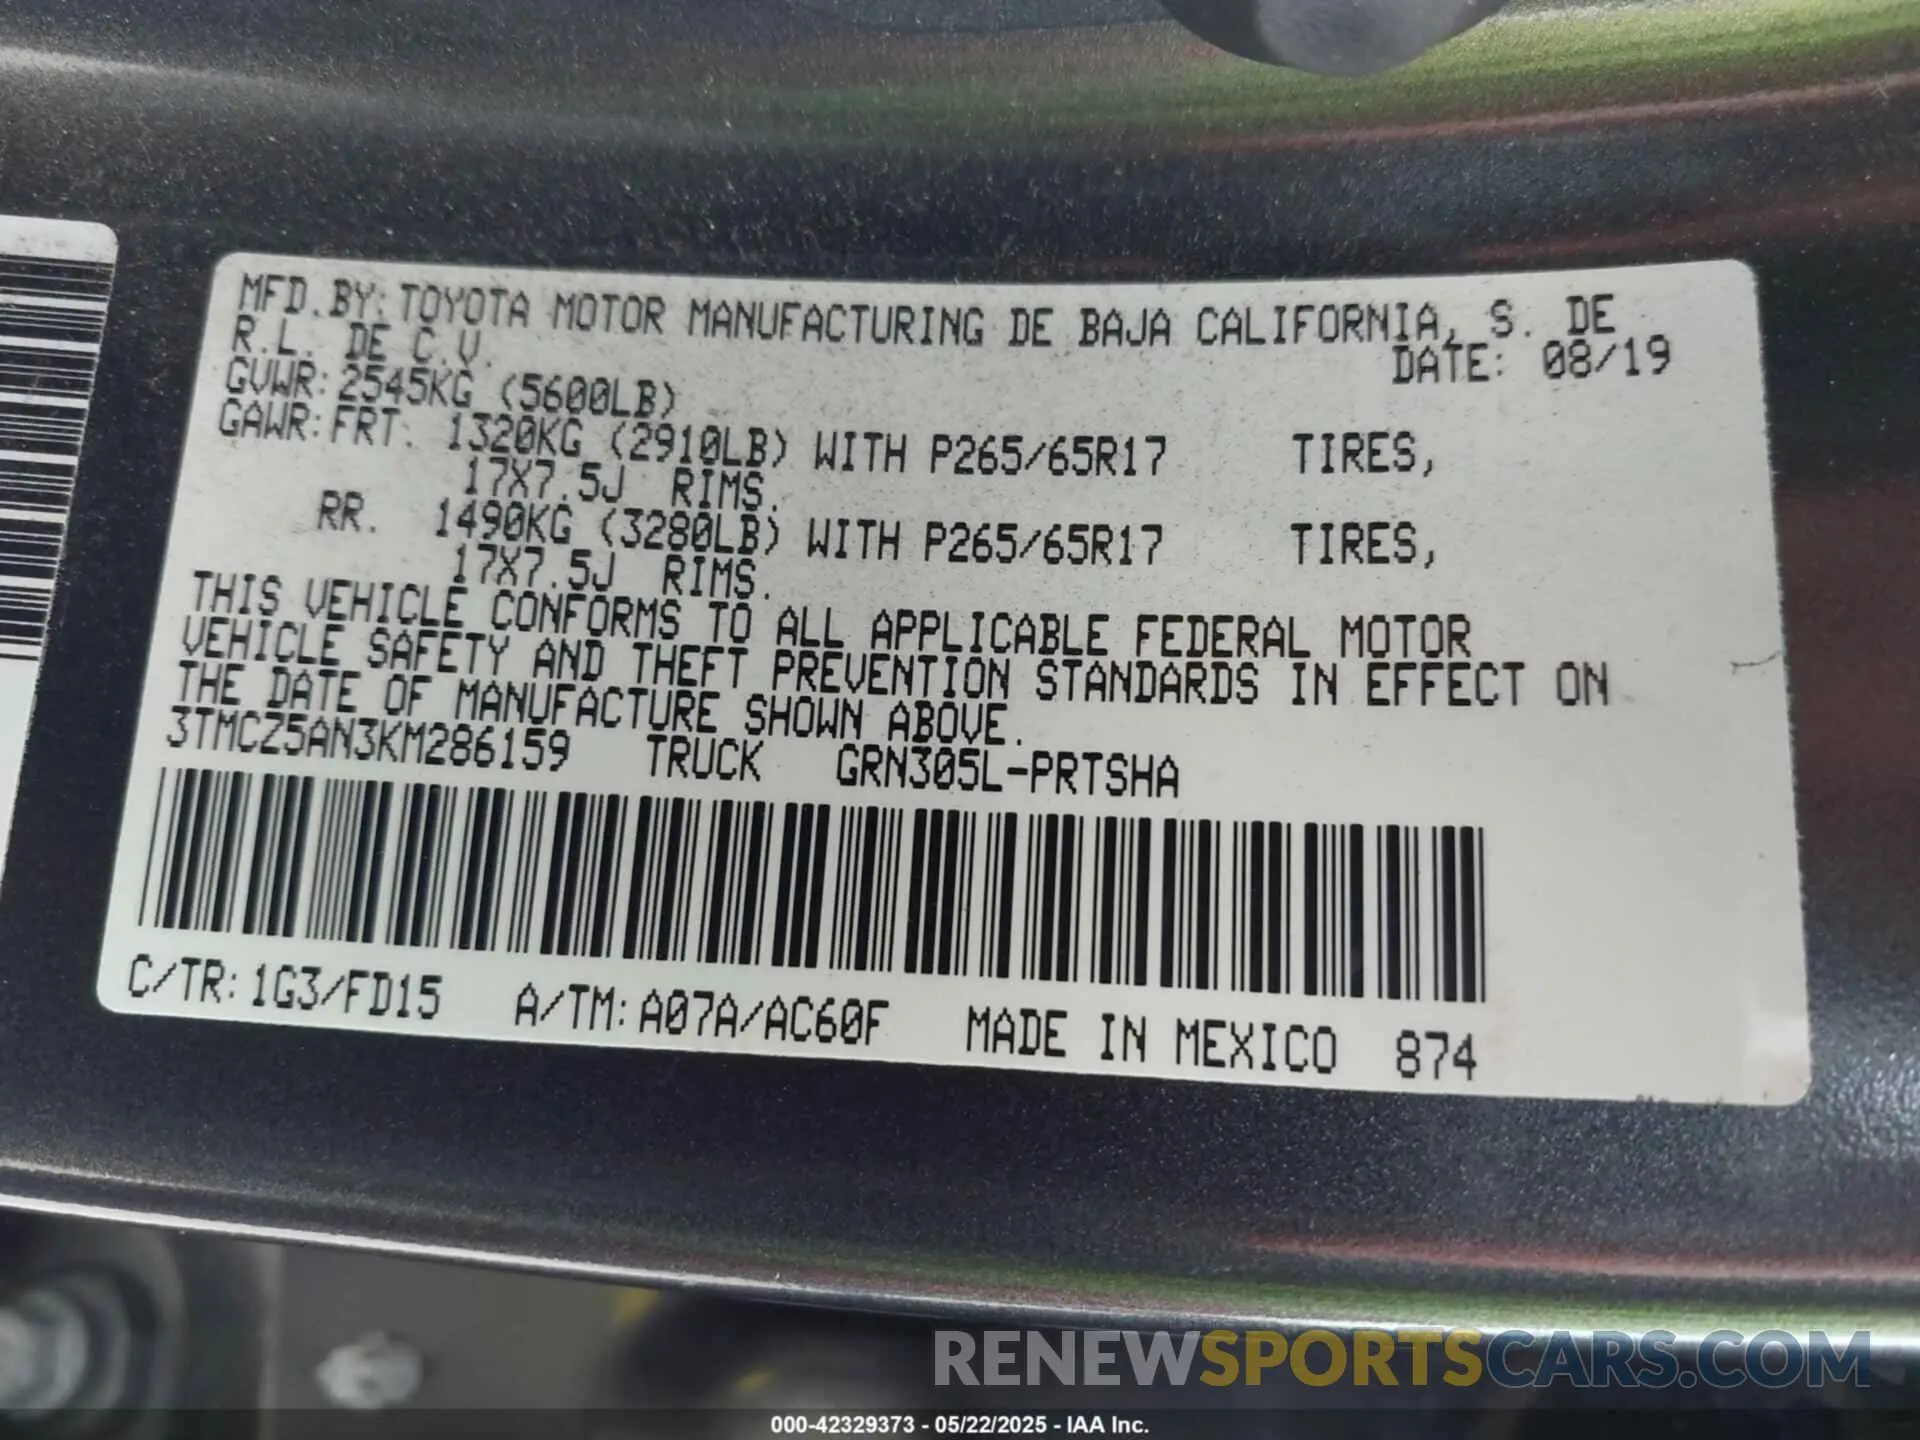 MFD.BY:TOYOTA MOTOR MANUFACTURING DE BAJA CALIFORNIA, S. DE
R.L. DE C.V.
DATE: 08/19
GVWR:2545KG (5600LB)
GAWR:FRT. 1320KG (2910LB) WITH P265/65R17 TIRES,
17X7.5J RIMS.
RR. 1490KG (3280LB) WITH P265/65R17 TIRES,
17X7.5J RIMS.
THIS VEHICLE CONFORMS TO ALL APPLICABLE FEDERAL MOTOR
VEHICLE SAFETY AND THEFT PREVENTION STANDARDS IN EFFECT ON
THE DATE OF MANUFACTURE SHOWN ABOVE.
3TMCZ5AN3KM286159 TRUCK GRN305L-PRTSHA
C/TR:1G3/FD15 A/TM:A07A/AC60F MADE IN MEXICO 874
RENEWSPORTSCARS.COM
000-42329373 - 05/22/2025 - IAA Inc.